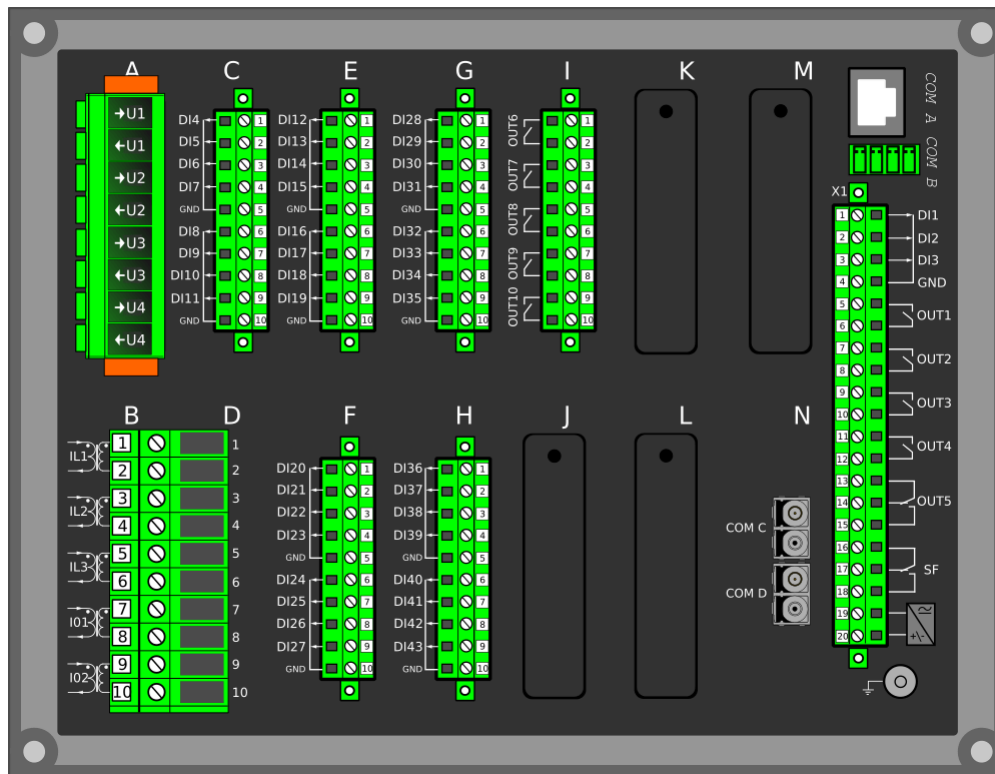 A C E G I K M
COM A
COM B
→U1
←U1
→U2
←U2
→U3
←U3
→U4
←U4
DI4 1
DI5 2
DI6 3
DI7 4
GND 5
DI8 6
DI9 7
DI10 8
DI11 9
GND 10
DI12 1
DI13 2
DI14 3
DI15 4
GND 5
DI16 6
DI17 7
DI18 8
DI19 9
GND 10
DI28 1
DI29 2
DI30 3
DI31 4
GND 5
DI32 6
DI33 7
DI34 8
DI35 9
GND 10
OUT6
OUT7
OUT8
OUT9
OUT10
1
2
3
4
5
6
7
8
9
10
X1
1 DI1
2 DI2
3 DI3
4 GND
5 OUT1
6
7 OUT2
8
9 OUT3
10
11 OUT4
12
13
14 OUT5
15
16
17 SF
18
19
20 +\-
B D F H J L N
IL1
IL2
IL3
I01
I02
1 1
2 2
3 3
4 4
5 5
6 6
7 7
8 8
9 9
10 10
DI20 1
DI21 2
DI22 3
DI23 4
GND 5
DI24 6
DI25 7
DI26 8
DI27 9
GND 10
DI36 1
DI37 2
DI38 3
DI39 4
GND 5
DI40 6
DI41 7
DI42 8
DI43 9
GND 10
COM C
COM D